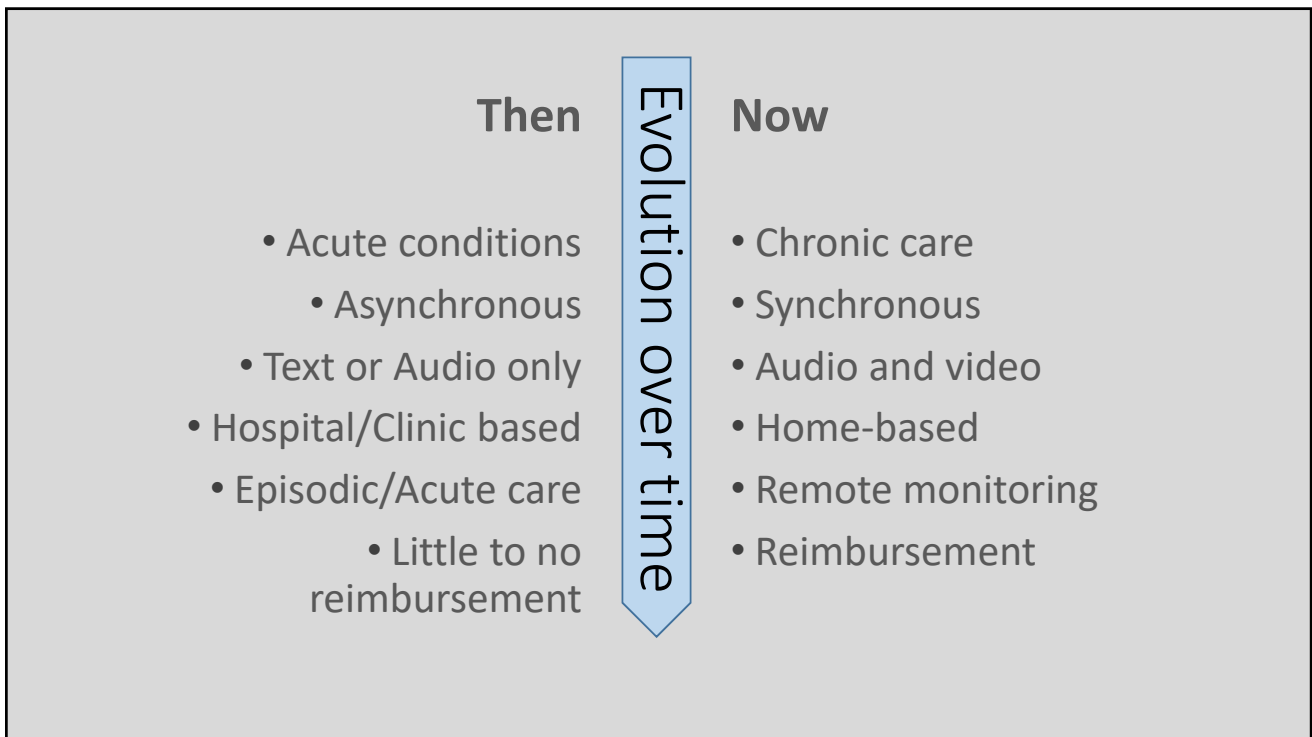 Then
• Acute conditions
• Asynchronous
• Text or Audio only
• Hospital/Clinic based
• Episodic/Acute care
• Little to no
reimbursement
Evolution over time
Now
• Chronic care
• Synchronous
• Audio and video
• Home-based
• Remote monitoring
• Reimbursement